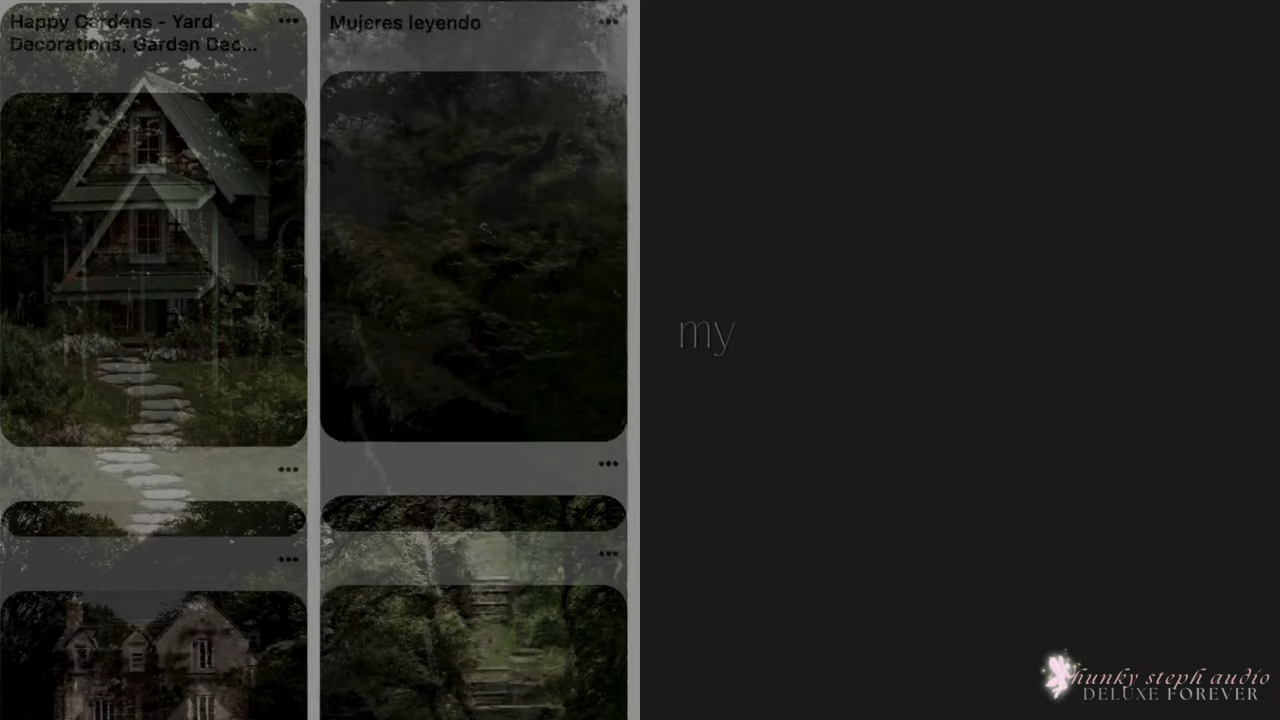 Happy Gardens - Yard
Decorations, Garden Dec...
Mujeres leyendo
my
hunky steph audio
DELUXE FOREVER